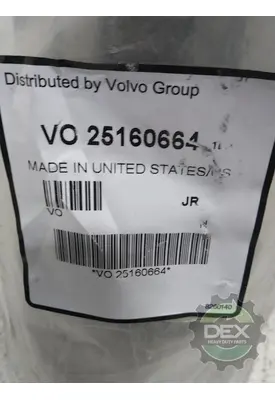 Distributed by Volvo Group
VO 25160664
MADE IN UNITED STATES/
VO
JR
*VO 25160664*
DEX
HEAVY DUTY PARTS